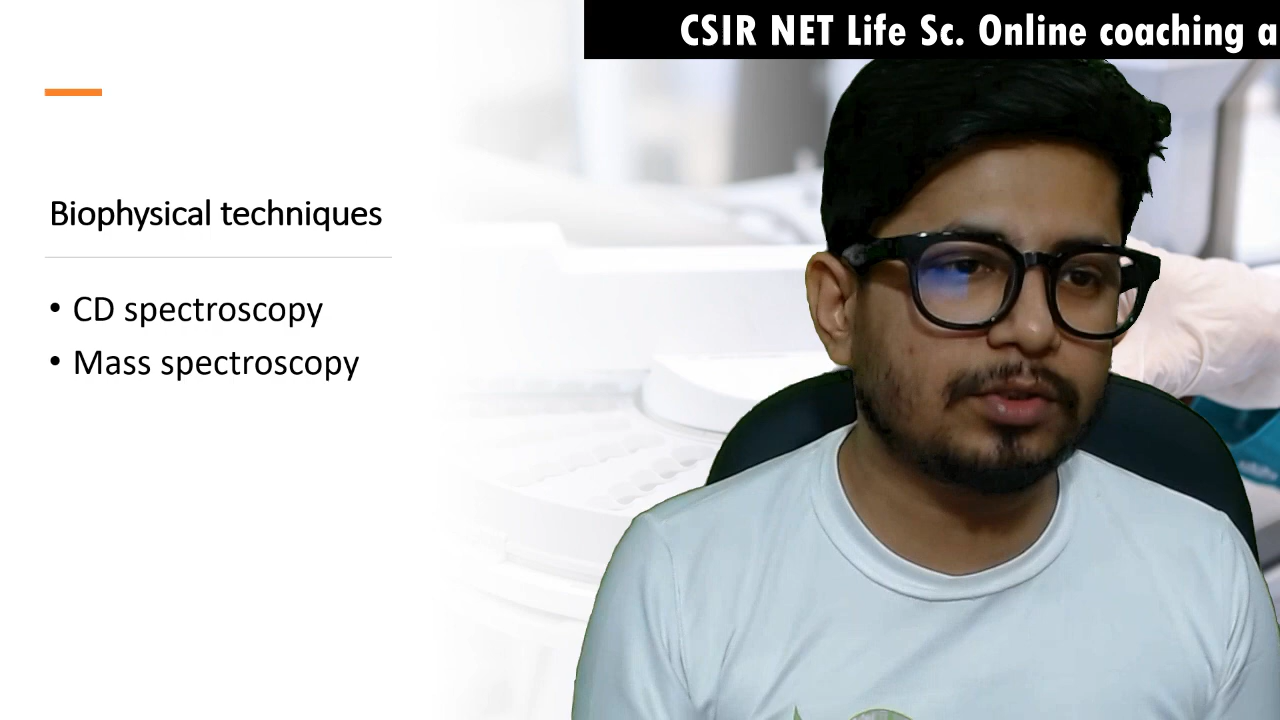 CSIR NET Life Sc. Online coaching a
Biophysical techniques
• CD spectroscopy
• Mass spectroscopy